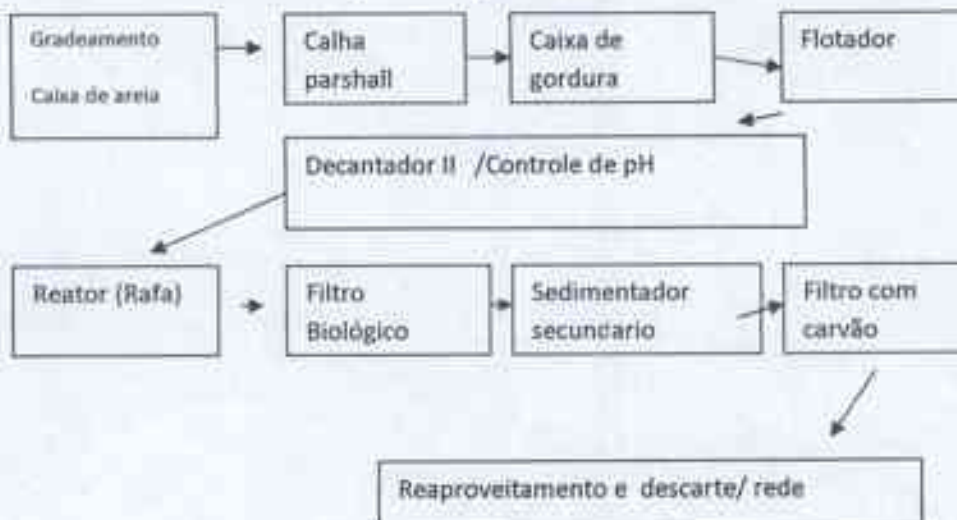 Gradeamento
Caixa de areia
Calha
parshall
Caixa de
gordura
Flotador
Decantador II /Controle de pH
Reator (Rafa)
Filtro
Biológico
Sedimentador
secundario
Filtro com
carvão
Reaproveitamento e descarte/ rede